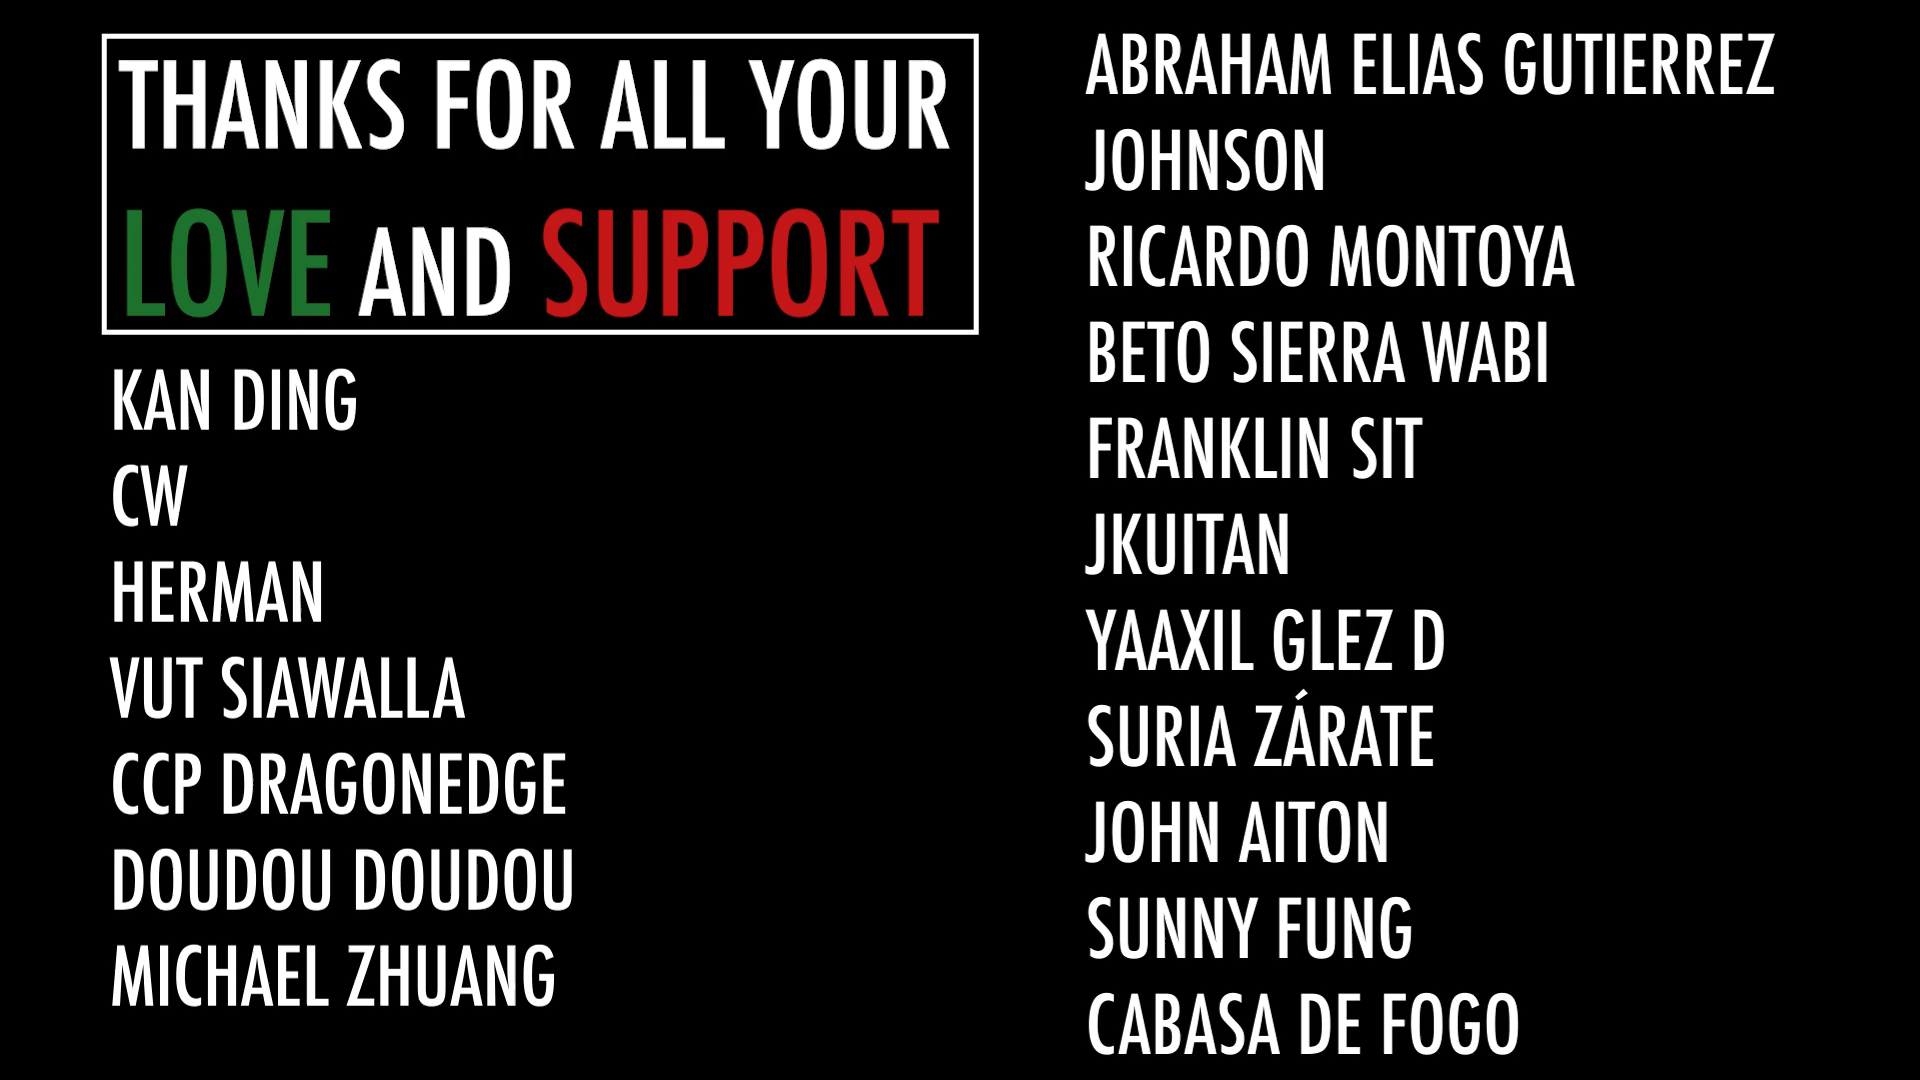 THANKS FOR ALL YOUR
LOVE AND SUPPORT
KAN DING
CW
HERMAN
VUT SIAWALLA
CCP DRAGONEDGE
DOUDOU DOUDOU
MICHAEL ZHUANG
ABRAHAM ELIAS GUTIERREZ
JOHNSON
RICARDO MONTOYA
BETO SIERRA WABI
FRANKLIN SIT
JKUITAN
YAAXIL GLEZ D
SURIA ZÁRATE
JOHN AITON
SUNNY FUNG
CABASA DE FOGO